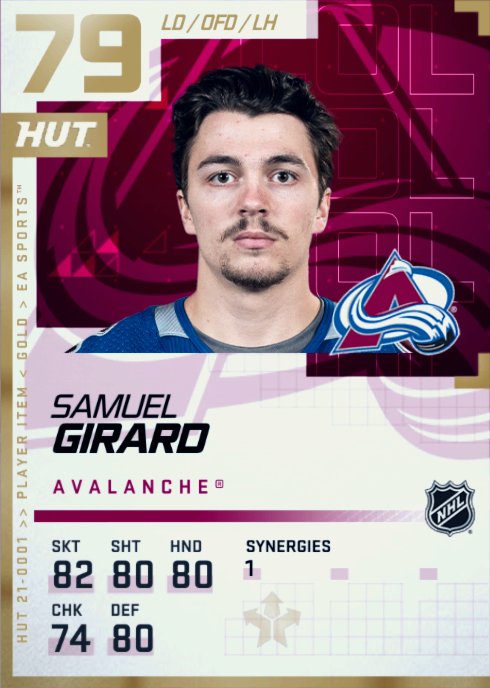 79
LD / OFD / LH
HUT
HUT 21-0001 >> PLAYER ITEM < GOLD > EA SPORTS™
SAMUEL
GIRARD
AVALANCHE®
NHL
SKT SHT HND SYNERGIES
82 80 80 1
CHK DEF
74 80